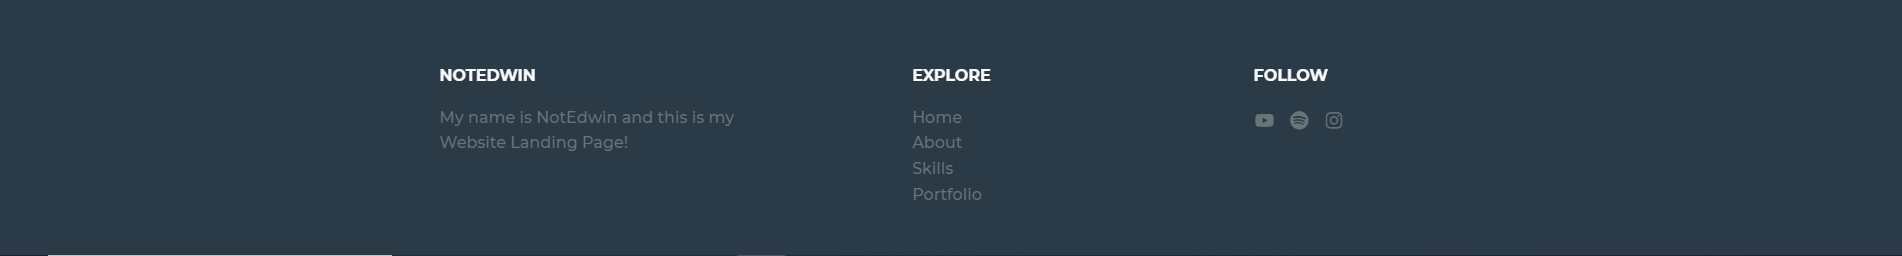 NOTEDWIN
My name is NotEdwin and this is my
Website Landing Page!
EXPLORE
Home
About
Skills
Portfolio
FOLLOW